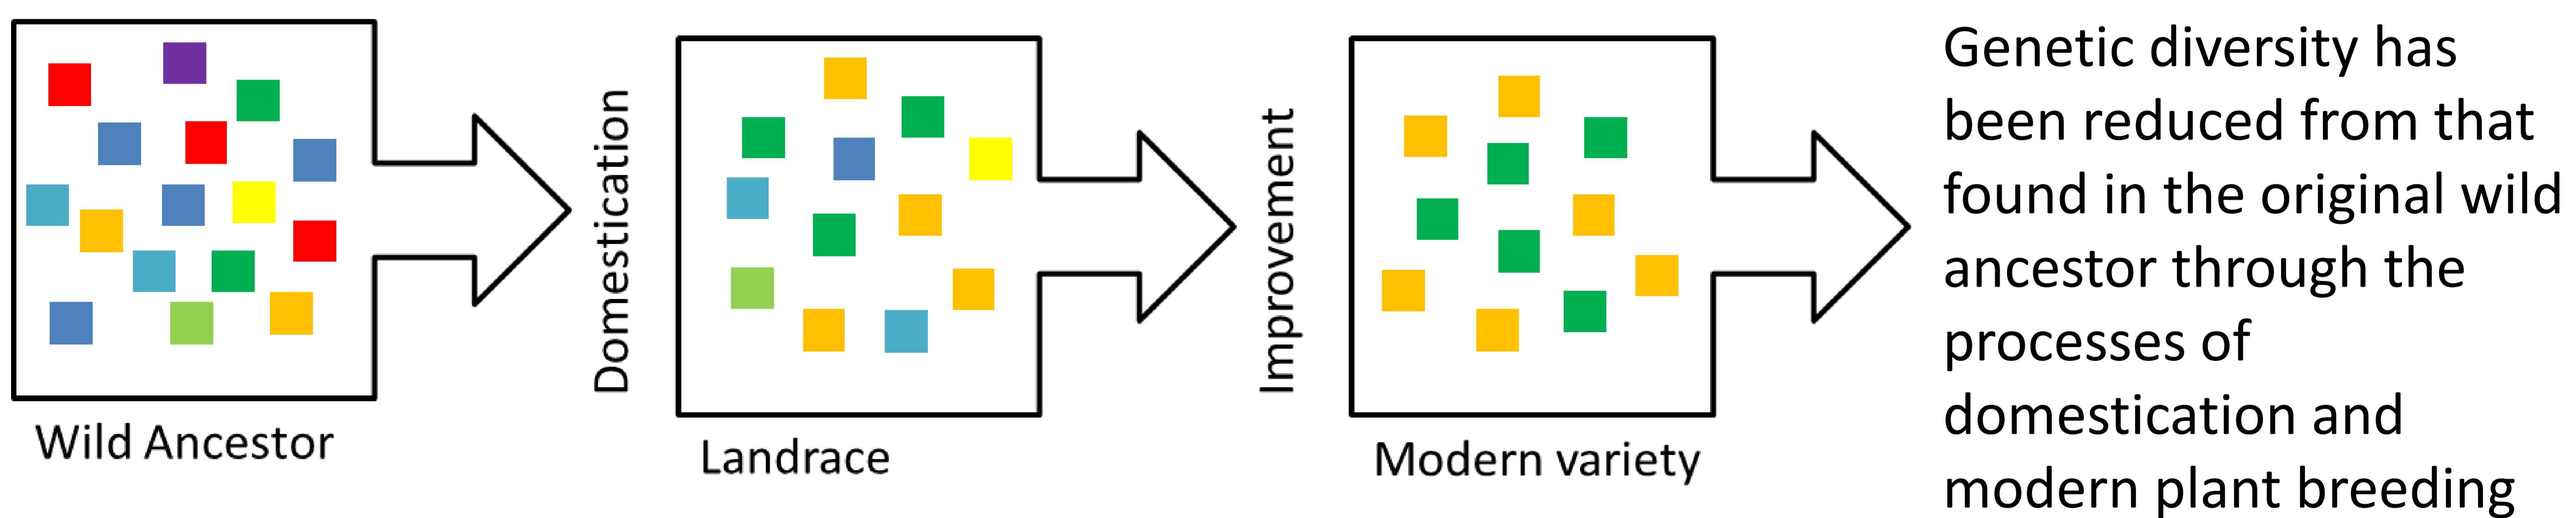 Wild Ancestor
Domestication
Landrace
Improvement
Modern variety
Genetic diversity has
been reduced from that
found in the original wild
ancestor through the
processes of
domestication and
modern plant breeding